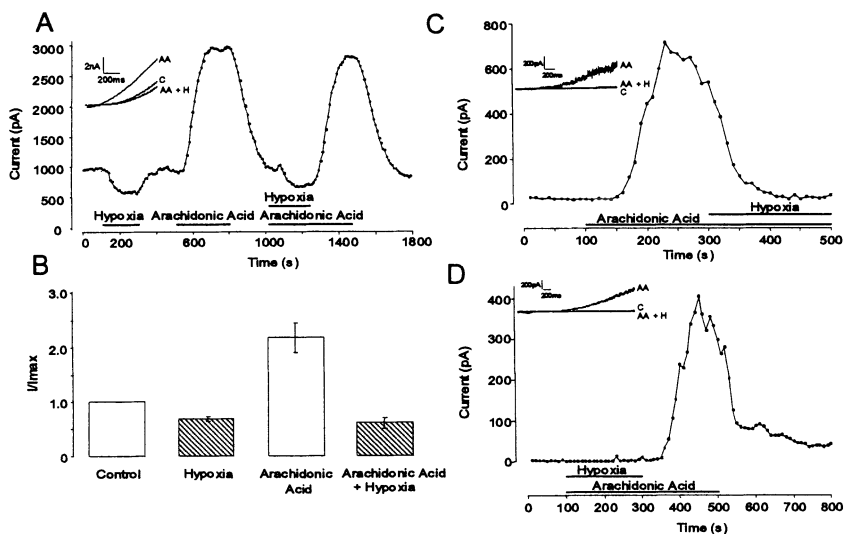 A
3000
2500
2000
1500
1000
500
0
Current (pA)
2nA
200ms
AA
C
AA + H
Hypoxia
Hypoxia
Arachidonic Acid
Arachidonic Acid
0 200 600 1000 1400 1800
Time (s)
B
3.0
2.0
1.0
0
I/Imax
Control
Hypoxia
Arachidonic
Acid
Arachidonic Acid
+ Hypoxia
C
800
600
400
200
0
Current (pA)
200pA
200ms
AA
AA + H
C
Hypoxia
Arachidonic Acid
0 100 200 300 400 500
Time (s)
D
400
300
200
100
0
Current (pA)
200pA
200ms
AA
C
AA + H
Hypoxia
Arachidonic Acid
0 100 200 300 400 500 600 700 800
Time (s)